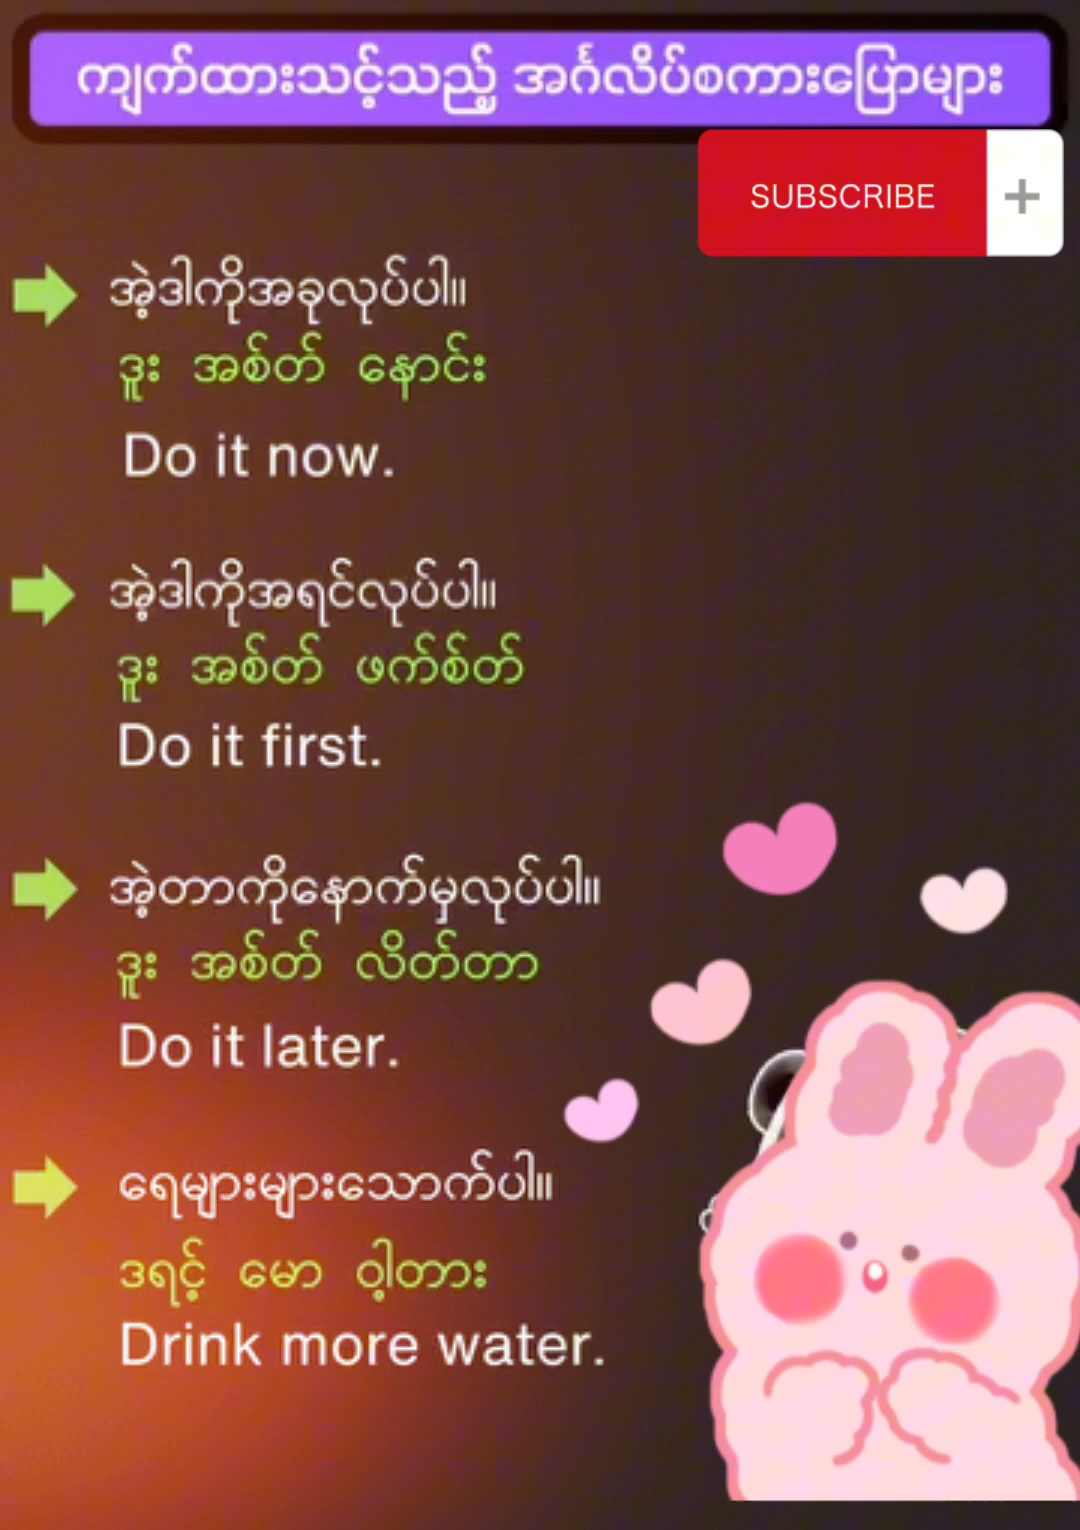 ကျက်ထားသင့်သည့် အင်္ဂလိပ်စကားပြောများ
SUBSCRIBE +
အဲ့ဒါကိုအခုလုပ်ပါ။
ဒူး အစ်တ် နောင်း
Do it now.
အဲ့ဒါကိုအရင်လုပ်ပါ။
ဒူး အစ်တ် ဖက်စ်တ်
Do it first.
အဲ့တာကိုနောက်မှလုပ်ပါ။
ဒူး အစ်တ် လိတ်တာ
Do it later.
ရေများများသောက်ပါ။
ဒရင့် မော ဝါ့တား
Drink more water.